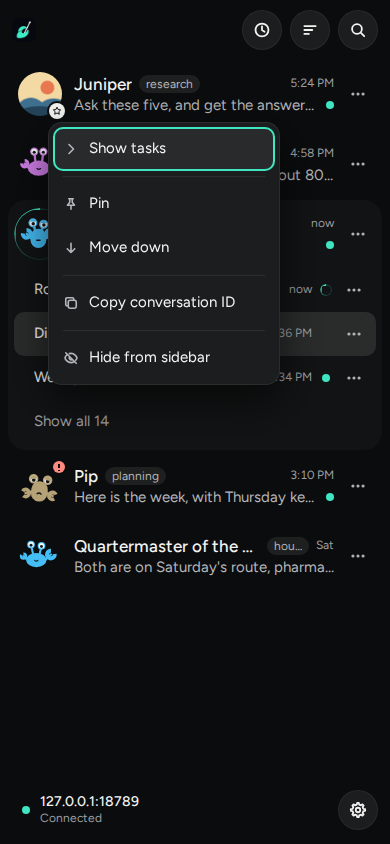 Juniper research 5:24 PM
Ask these five, and get the answer...
4:58 PM
Show tasks
out 80...
Pin
now
Move down
now
Copy conversation ID
36 PM
Hide from sidebar
34 PM
Show all 14
Pip planning 3:10 PM
Here is the week, with Thursday ke...
Quartermaster of the ... hou... Sat
Both are on Saturday's route, pharma...
127.0.0.1:18789
Connected